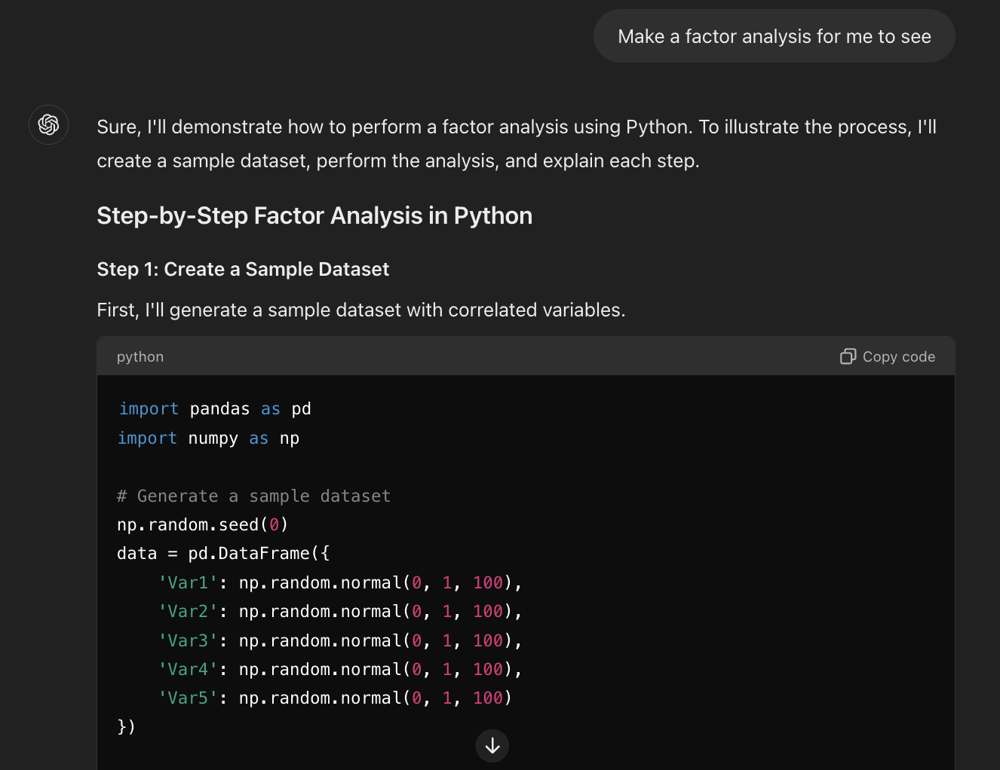 Make a factor analysis for me to see
Sure, I'll demonstrate how to perform a factor analysis using Python. To illustrate the process, I'll
create a sample dataset, perform the analysis, and explain each step.
Step-by-Step Factor Analysis in Python
Step 1: Create a Sample Dataset
First, I'll generate a sample dataset with correlated variables.
python
Copy code
import pandas as pd
import numpy as np
# Generate a sample dataset
np.random.seed(0)
data = pd.DataFrame({
    'Var1': np.random.normal(0, 1, 100),
    'Var2': np.random.normal(0, 1, 100),
    'Var3': np.random.normal(0, 1, 100),
    'Var4': np.random.normal(0, 1, 100),
    'Var5': np.random.normal(0, 1, 100)
})